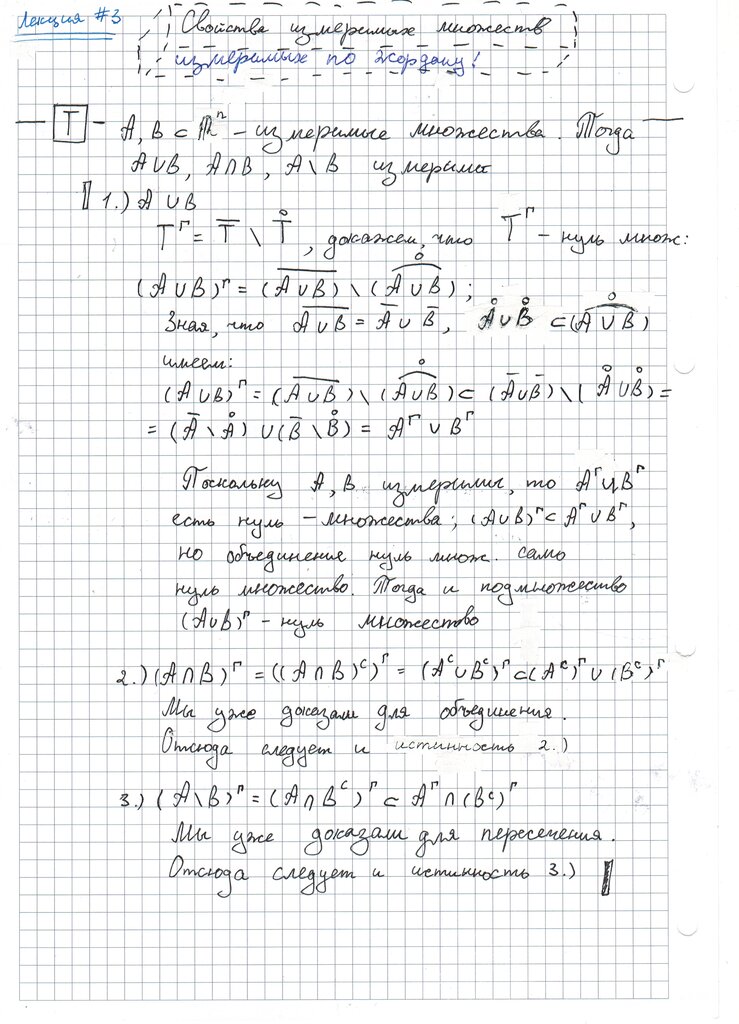 Лекция #3
Свойства измеримых множеств
измеримых по жордану!
T A, B ⊂ ℝⁿ - измеримые множества. Тогда
A∪B, A∩B, A\B измеримы
1.) A ∪ B
Tᴦ = T̅ \ T̊, докажем, что Tᴦ - нуль множ:
(A∪B)ᴦ = (A̅∪̅B̅) \ (A∪B)° ;
Зная, что A̅∪̅B̅ = A̅ ∪ B̅, Å∪B̊ ⊂ (A∪B)°
имеем:
(A∪B)ᴦ = (A̅∪̅B̅) \ (A∪B)° ⊂ (A̅∪B̅) \ (Å∪B̊) =
= (A̅ \ Å) ∪ (B̅ \ B̊) = Aᴦ ∪ Bᴦ
Поскольку A, B измеримы, то Aᴦ и Bᴦ
есть нуль - множества; (A∪B)ᴦ ⊂ Aᴦ ∪ Bᴦ,
но объединение нуль множ. само
нуль множество. Тогда и подмножество
(A∪B)ᴦ - нуль множество
2.) (A∩B)ᴦ = ((A∩B)ᶜ)ᴦ = (Aᶜ∪Bᶜ)ᴦ ⊂ (Aᶜ)ᴦ ∪ (Bᶜ)ᴦ
Мы уже доказали для объединения.
Отсюда следует и истинность 2.)
3.) (A\B)ᴦ = (A∩Bᶜ)ᴦ ⊂ Aᴦ ∩ (Bᶜ)ᴦ
Мы уже доказали для пересечения.
Отсюда следует и истинность 3.)